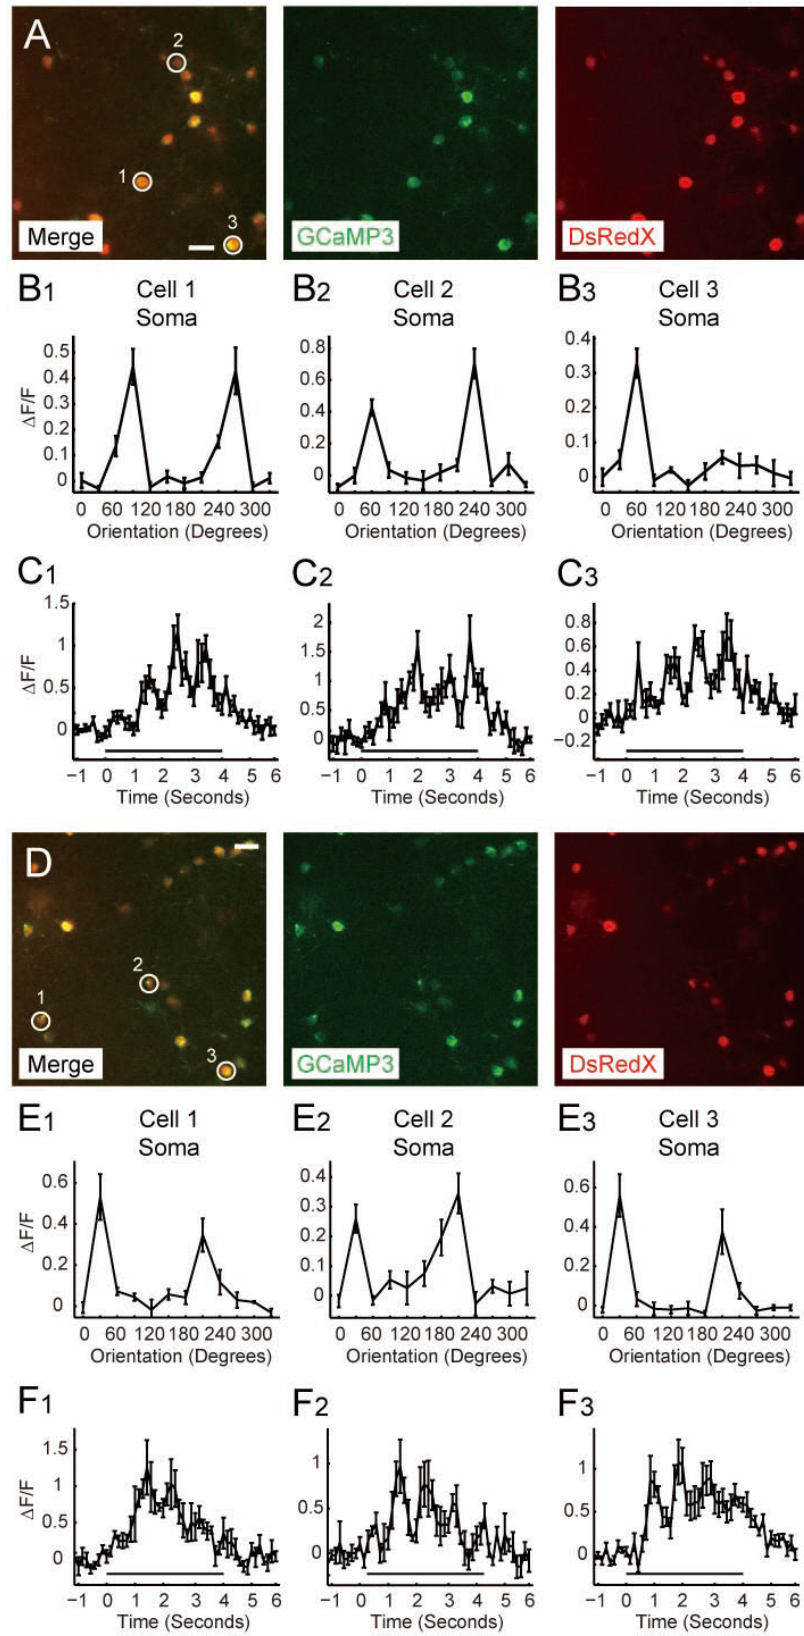 A
2
1
3
Merge
GCaMP3
DsRedX
B1
Cell 1
Soma
B2
Cell 2
Soma
B3
Cell 3
Soma
ΔF/F
0.5
0.4
0.3
0.2
0.1
0
0 60 120 180 240 300
Orientation (Degrees)
0.8
0.6
0.4
0.2
0
0 60 120 180 240 300
Orientation (Degrees)
0.4
0.3
0.2
0.1
0
0 60 120 180 240 300
Orientation (Degrees)
C1
C2
C3
ΔF/F
1.5
1
0.5
0
−1 0 1 2 3 4 5 6
Time (Seconds)
2
1.5
1
0.5
0
−1 0 1 2 3 4 5 6
Time (Seconds)
0.8
0.6
0.4
0.2
0
−0.2
−1 0 1 2 3 4 5 6
Time (Seconds)
D
2
1
3
Merge
GCaMP3
DsRedX
E1
Cell 1
Soma
E2
Cell 2
Soma
E3
Cell 3
Soma
ΔF/F
0.6
0.4
0.2
0
0 60 120 180 240 300
Orientation (Degrees)
0.4
0.3
0.2
0.1
0
0 60 120 180 240 300
Orientation (Degrees)
0.6
0.4
0.2
0
0 60 120 180 240 300
Orientation (Degrees)
F1
F2
F3
ΔF/F
1.5
1
0.5
0
−1 0 1 2 3 4 5 6
Time (Seconds)
1
0.5
0
−1 0 1 2 3 4 5 6
Time (Seconds)
1
0.5
0
−1 0 1 2 3 4 5 6
Time (Seconds)